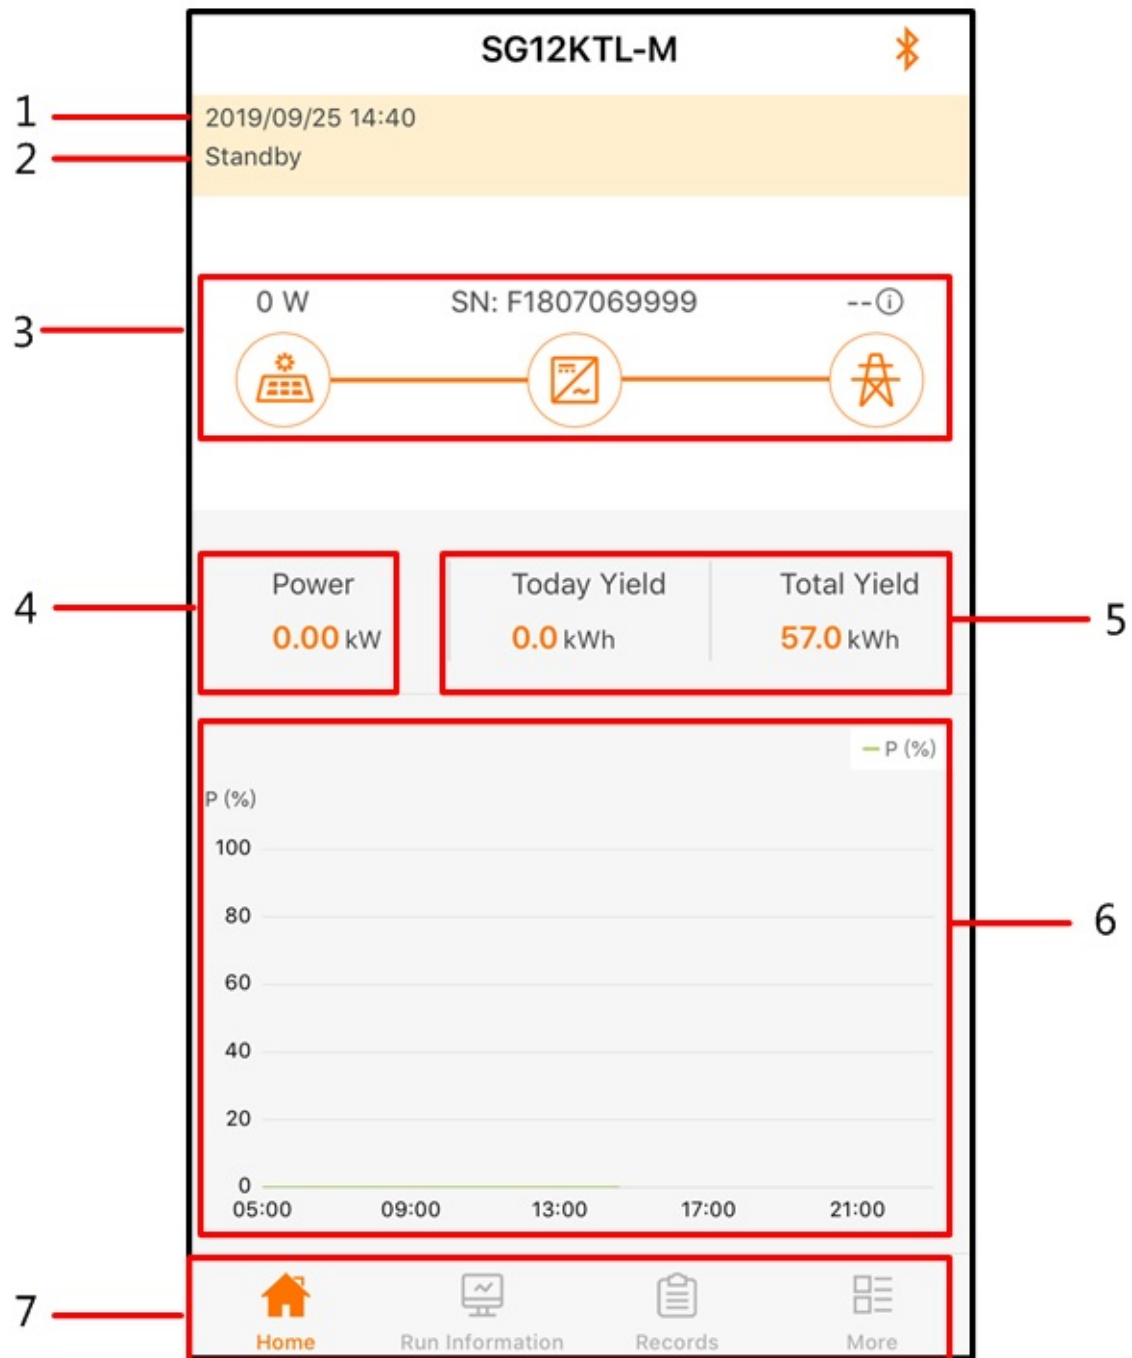 SG12KTL-M
1
2019/09/25 14:40
2
Standby
3
0 W
SN: F1807069999
--
4
Power
Today Yield
Total Yield
5
0.00 kW
0.0 kWh
57.0 kWh
P (%)
P (%)
100
80
6
60
40
20
0
05:00 09:00 13:00 17:00 21:00
7
Home Run Information Records More